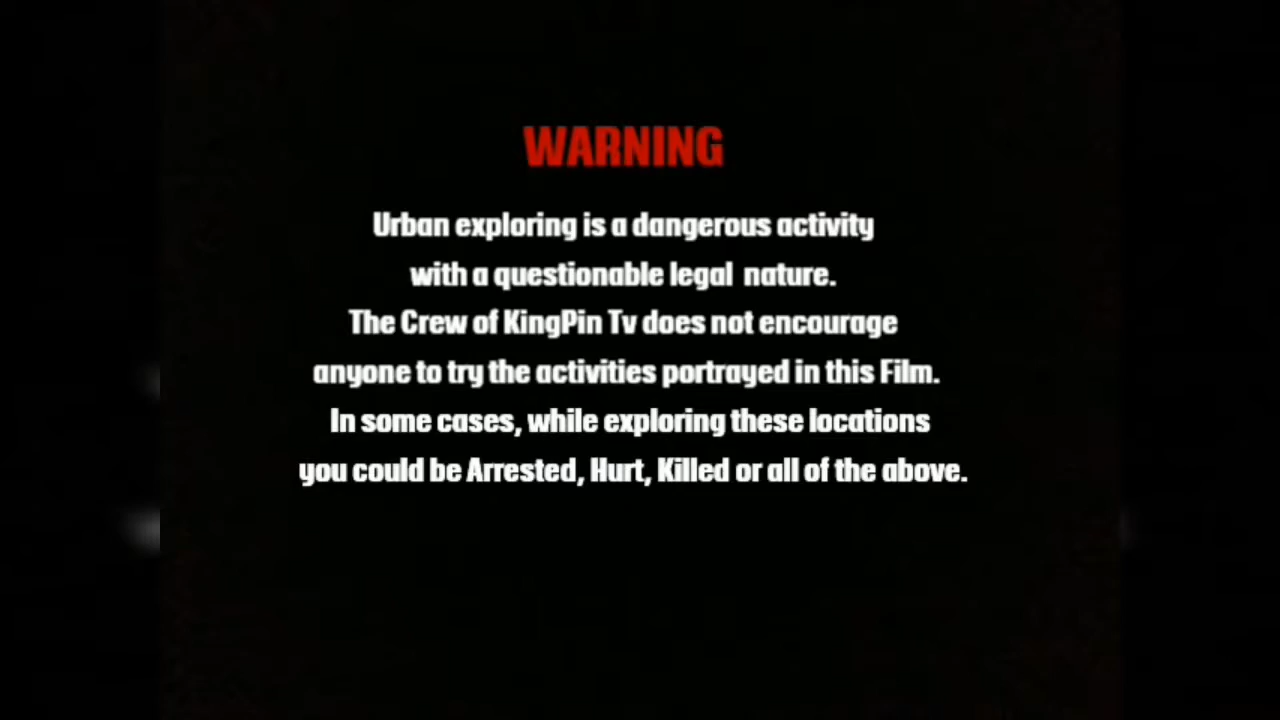 WARNING
Urban exploring is a dangerous activity
with a questionable legal nature.
The Crew of KingPin Tv does not encourage
anyone to try the activities portrayed in this Film.
In some cases, while exploring these locations
you could be Arrested, Hurt, Killed or all of the above.